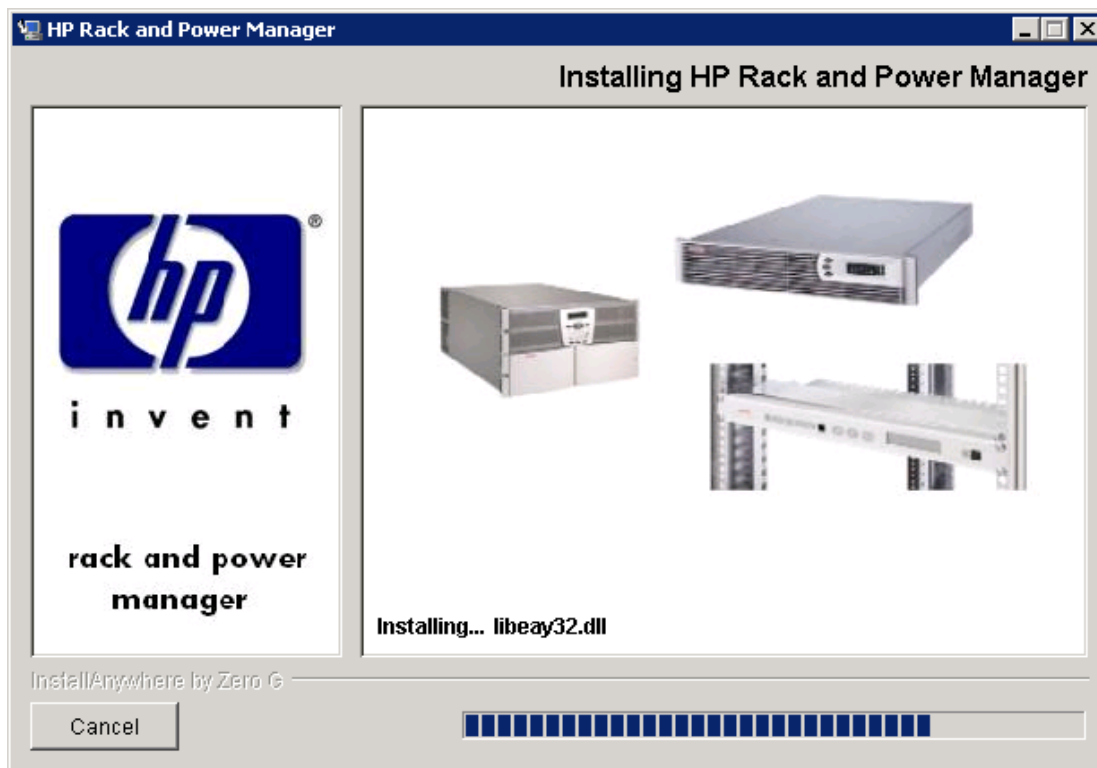 HP Rack and Power Manager
Installing HP Rack and Power Manager
hp
®
invent
rack and power
manager
Installing... libeay32.dll
InstallAnywhere by Zero G
Cancel